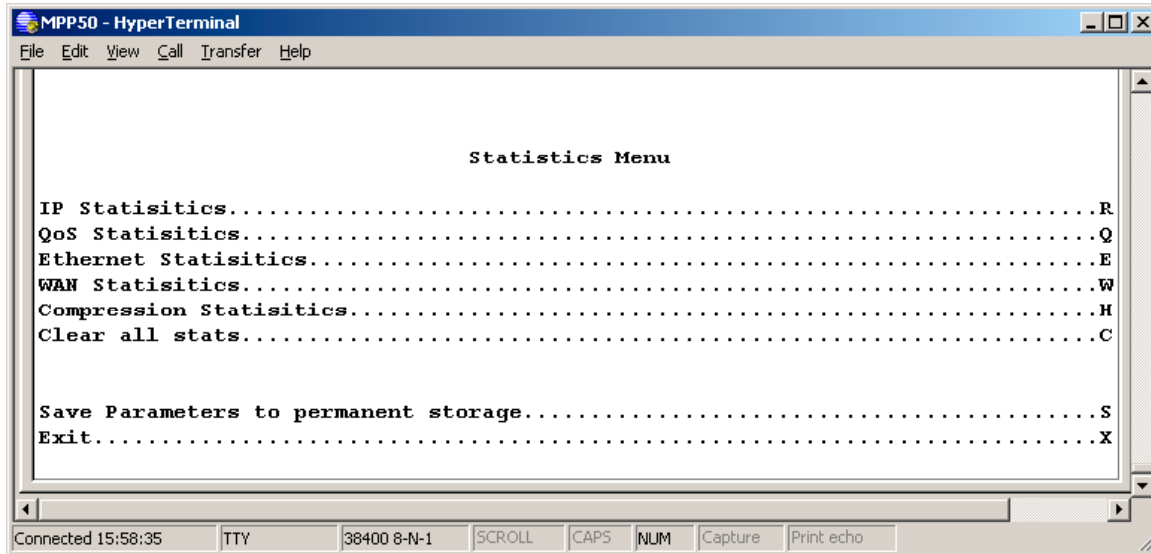 MPP50 - HyperTerminal
File Edit View Call Transfer Help
Statistics Menu
IP Statisitics.................................................................R
QoS Statisitics................................................................Q
Ethernet Statisitics...........................................................E
WAN Statisitics................................................................W
Compression Statisitics........................................................H
Clear all stats................................................................C
Save Parameters to permanent storage...........................................S
Exit...........................................................................X
Connected 15:58:35 TTY 38400 8-N-1 SCROLL CAPS NUM Capture Print echo